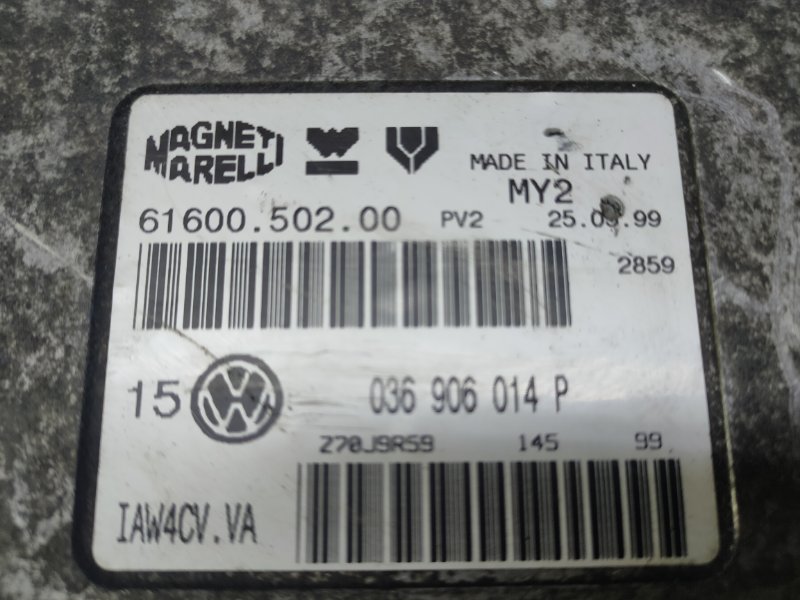 MAGNETI
MARELLI
MADE IN ITALY
MY2
61600.502.00 PV2
2859
15 036 906 014 P
145 99
IAW4CV.VA